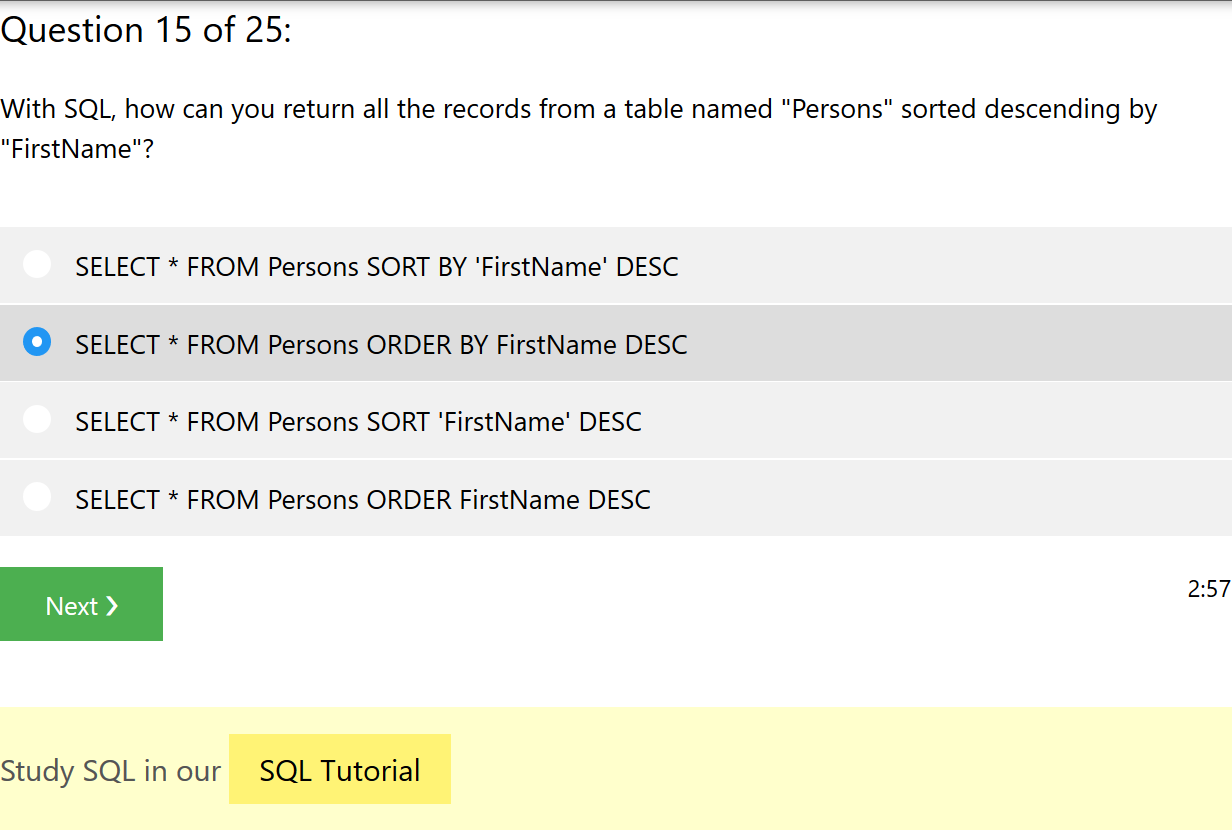 Question 15 of 25:
With SQL, how can you return all the records from a table named "Persons" sorted descending by
"FirstName"?
SELECT * FROM Persons SORT BY 'FirstName' DESC
SELECT * FROM Persons ORDER BY FirstName DESC
SELECT * FROM Persons SORT 'FirstName' DESC
SELECT * FROM Persons ORDER FirstName DESC
Next ❯
2:57
Study SQL in our SQL Tutorial